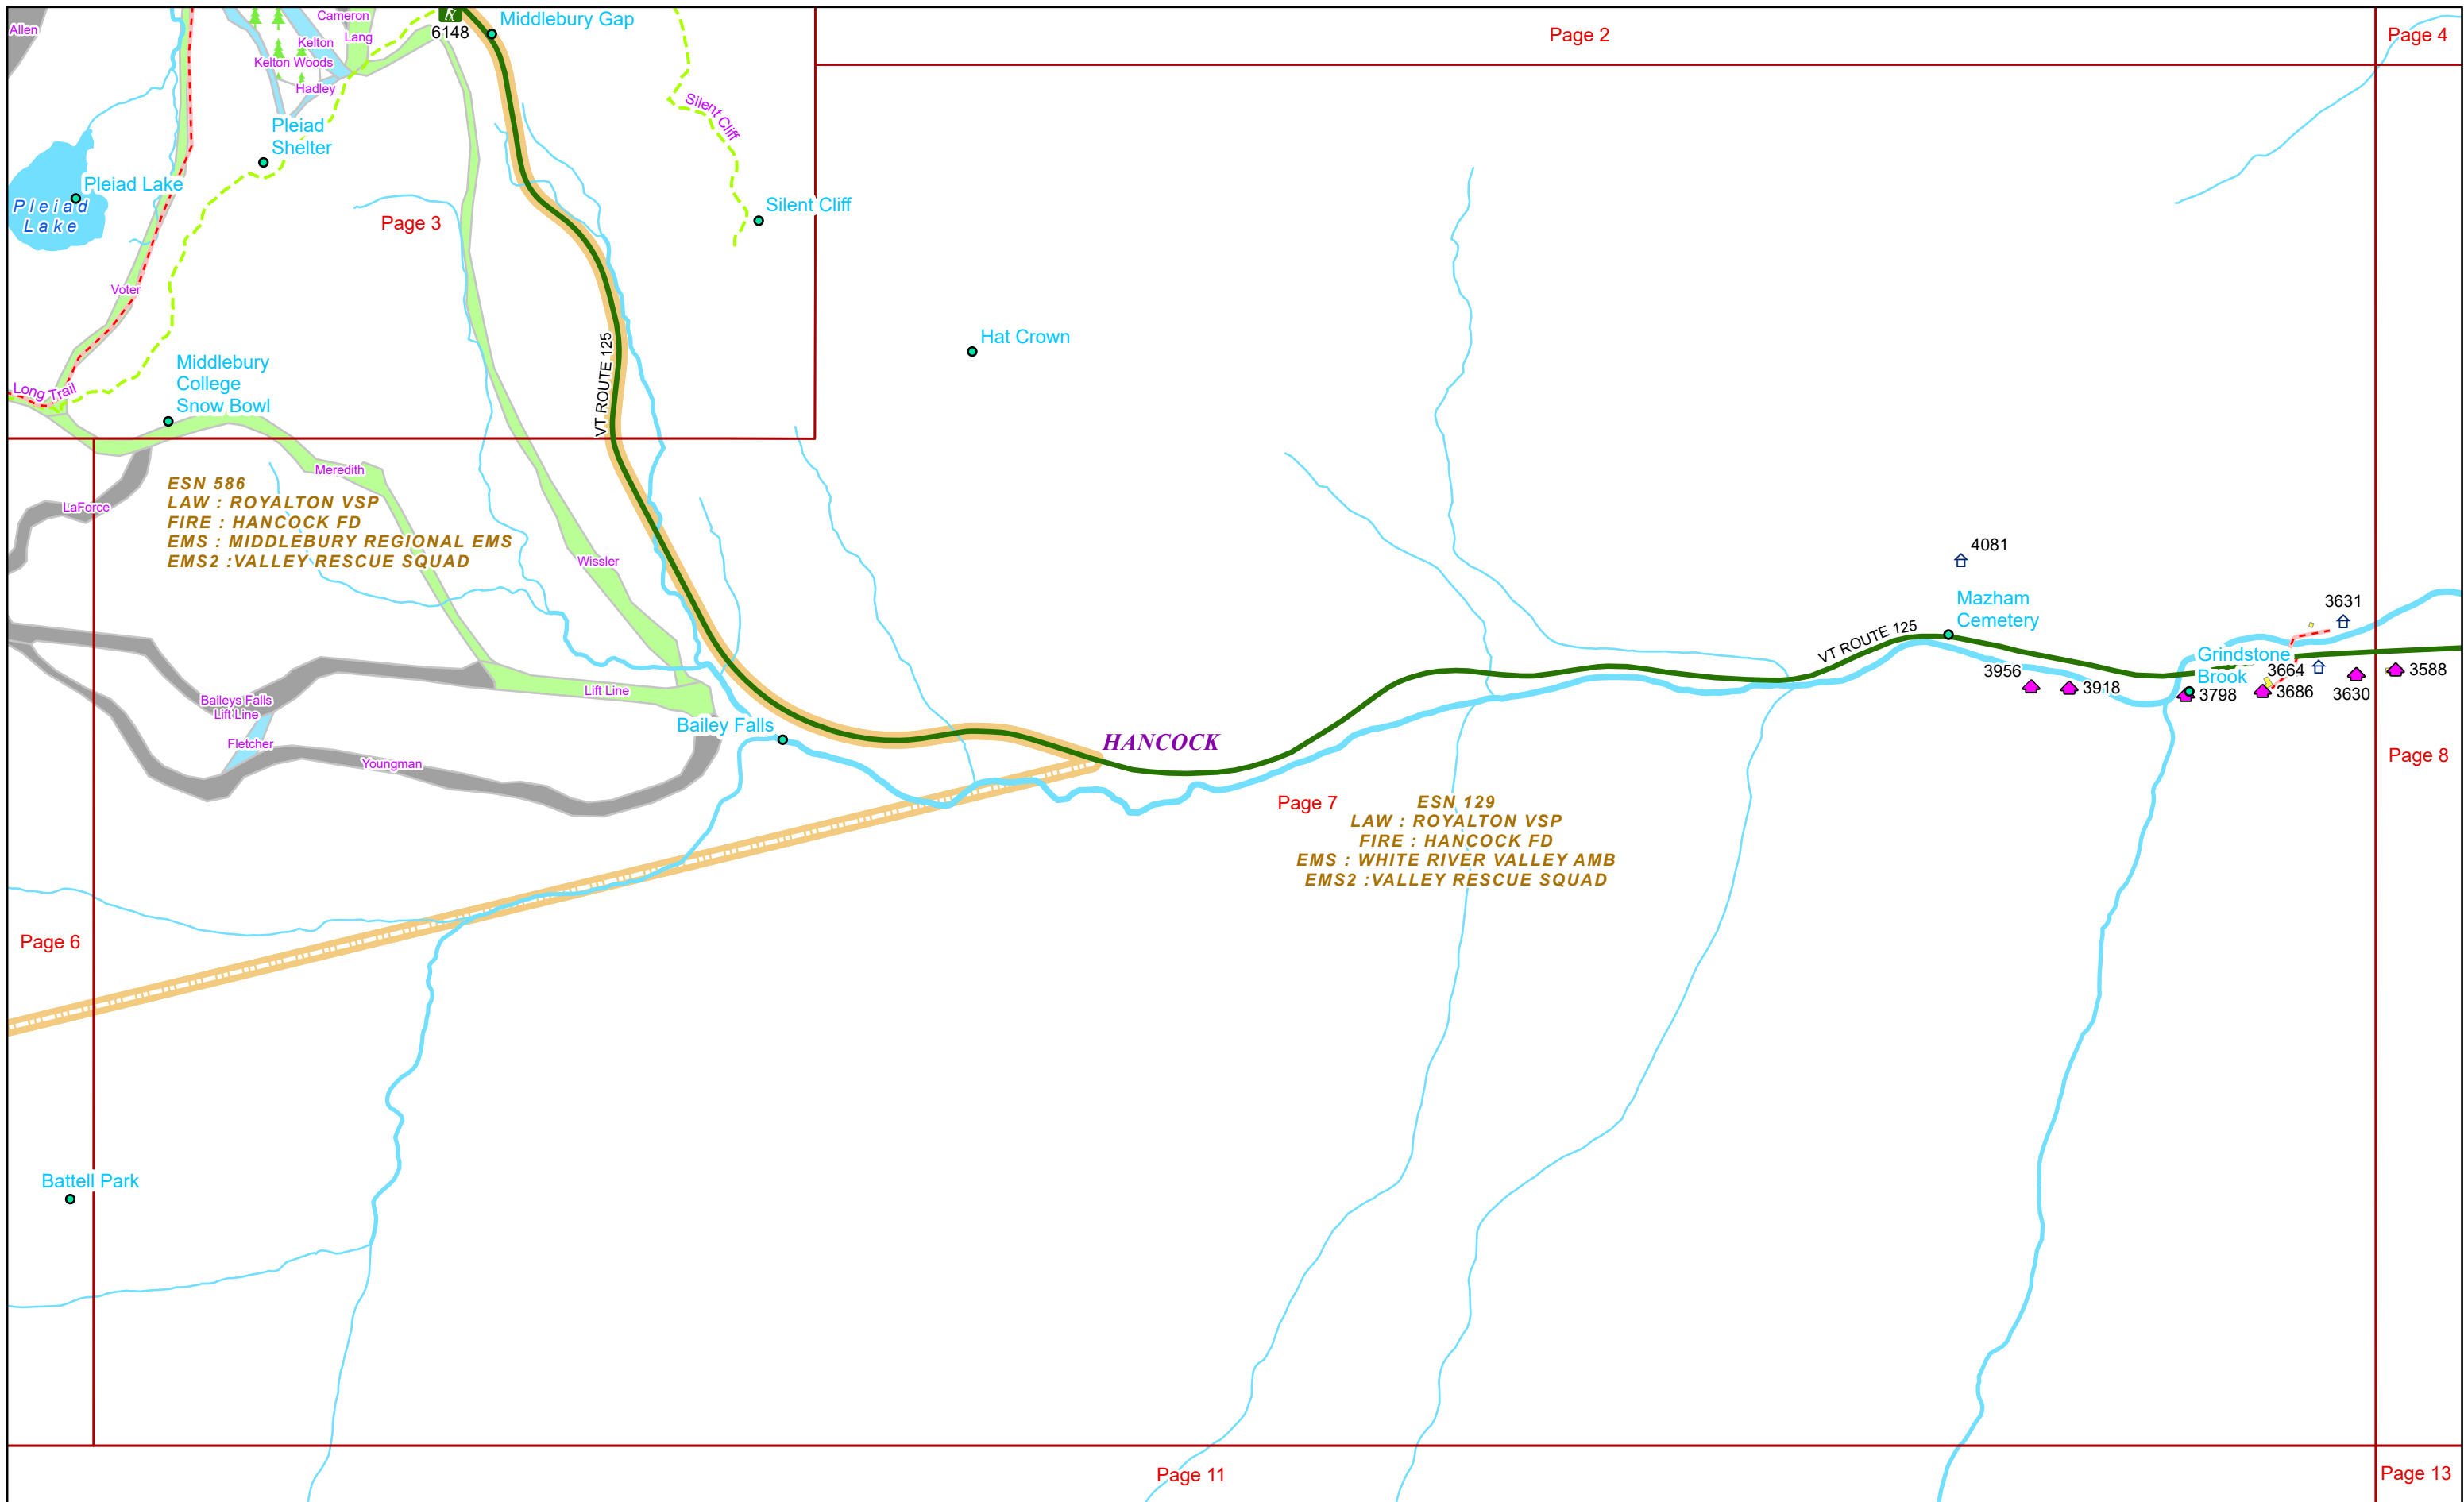 Allen
Cameron
Lang
Kelton
Kelton Woods
Hadley
6148
Middlebury Gap
Page 2
Page 4
Silent Cliff
Pleiad
Shelter
Pleiad Lake
Pleiad
Lake
Page 3
Silent Cliff
Voter
Hat Crown
VT ROUTE 125
Long Trail
Middlebury
College
Snow Bowl
Meredith
LaForce
ESN 586
LAW : ROYALTON VSP
FIRE : HANCOCK FD
EMS : MIDDLEBURY REGIONAL EMS
EMS2 :VALLEY RESCUE SQUAD
Wissler
4081
Mazham
Cemetery
3631
VT ROUTE 125
Grindstone
Brook
3956
3918
3798
3664
3686
3630
3588
Lift Line
Baileys Falls
Lift Line
Bailey Falls
Fletcher
Youngman
HANCOCK
Page 8
Page 7
ESN 129
LAW : ROYALTON VSP
FIRE : HANCOCK FD
EMS : WHITE RIVER VALLEY AMB
EMS2 :VALLEY RESCUE SQUAD
Page 6
Battell Park
Page 11
Page 13